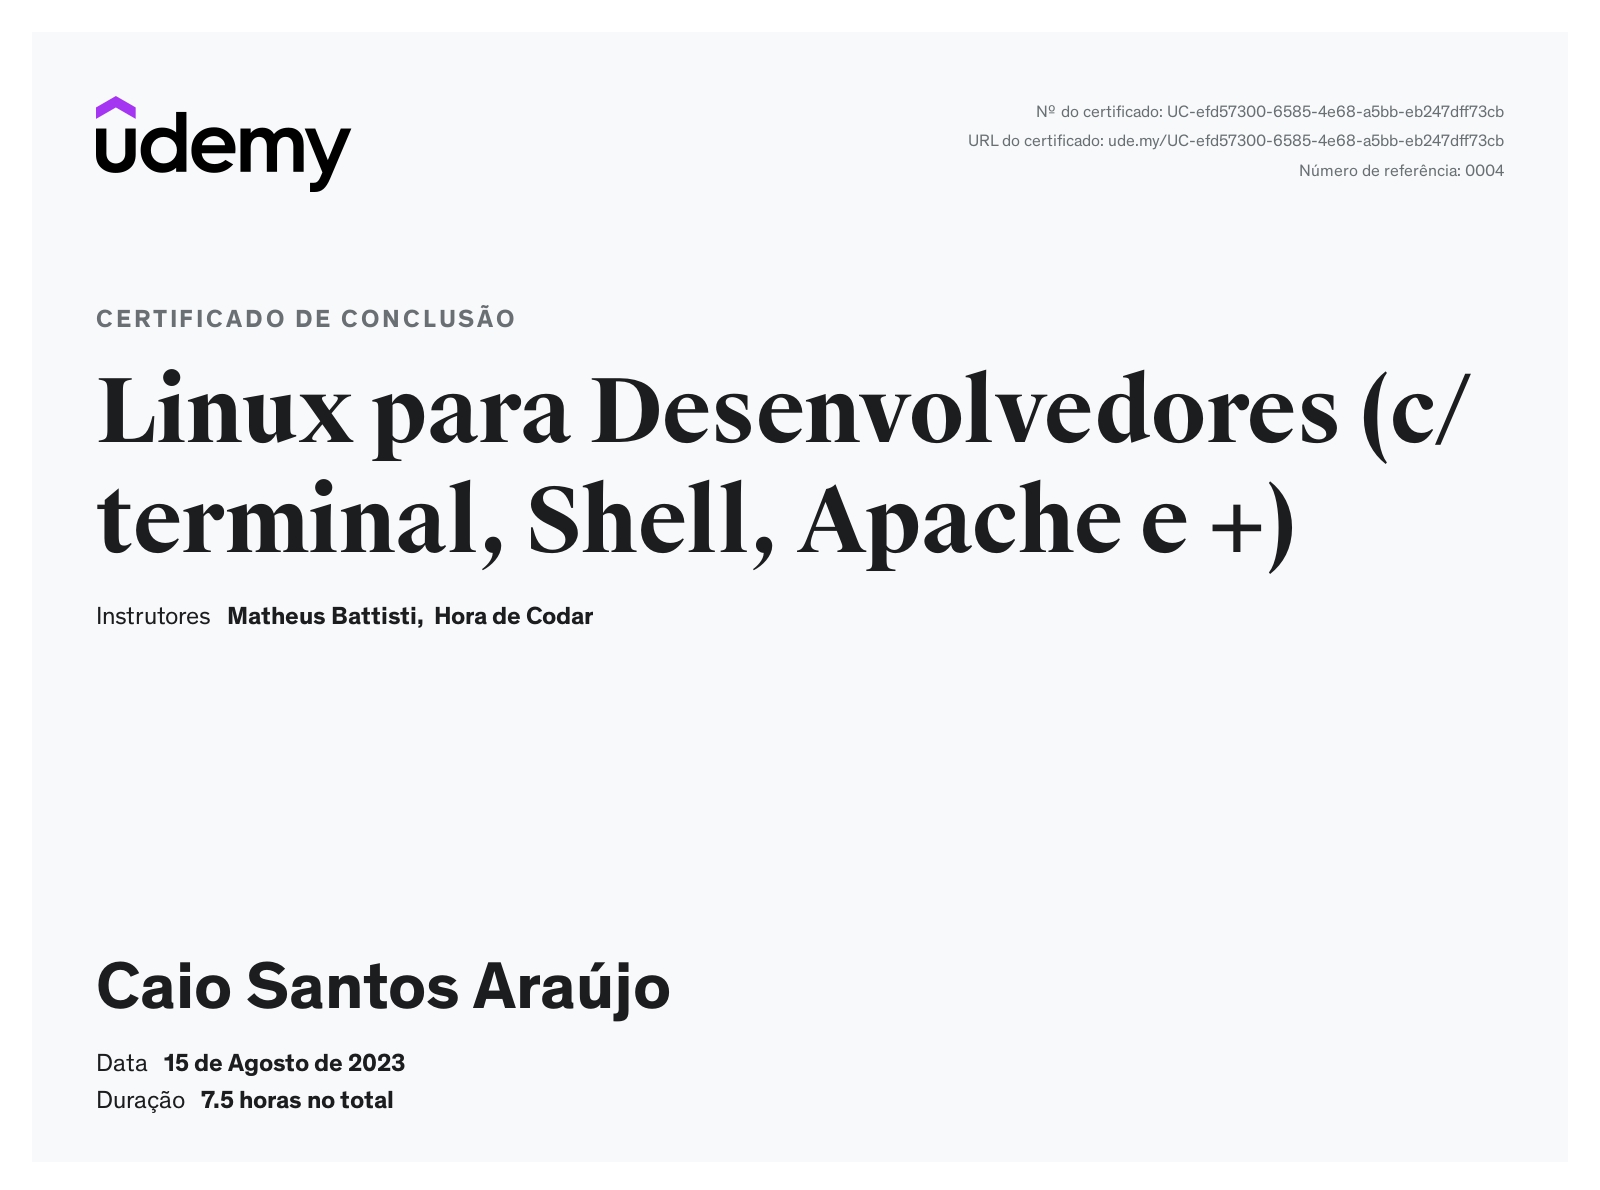 udemy
Nº do certificado: UC-efd57300-6585-4e68-a5bb-eb247dff73cb
URL do certificado: ude.my/UC-efd57300-6585-4e68-a5bb-eb247dff73cb
Número de referência: 0004
CERTIFICADO DE CONCLUSÃO
Linux para Desenvolvedores (c/
terminal, Shell, Apache e +)
Instrutores Matheus Battisti, Hora de Codar
Caio Santos Araújo
Data 15 de Agosto de 2023
Duração 7.5 horas no total